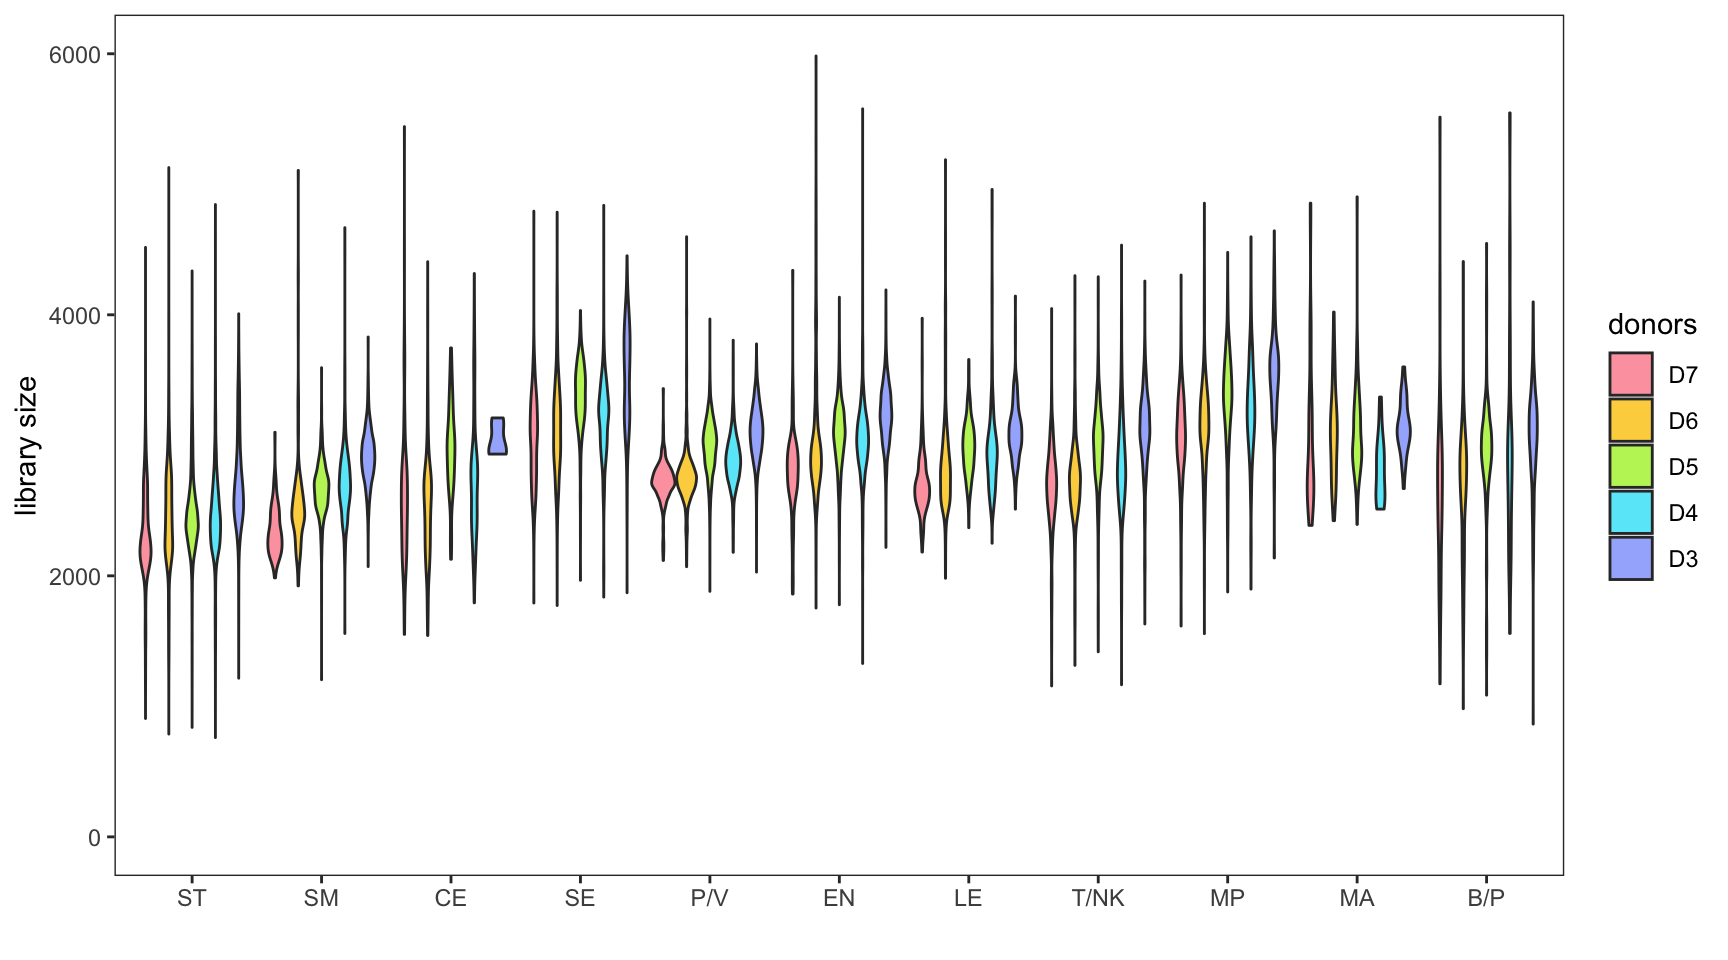 6000
4000
2000
0
library size
ST SM CE SE P/V EN LE T/NK MP MA B/P
donors
D7
D6
D5
D4
D3